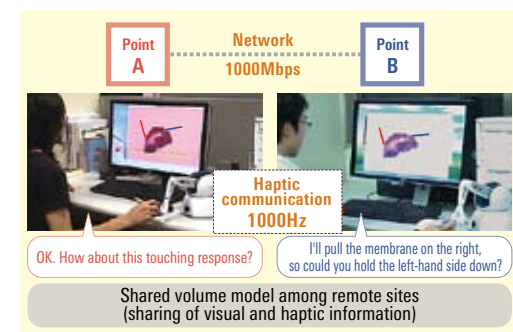 Point
A
Network
1000Mbps
Point
B
Haptic
communication
1000Hz
OK. How about this touching response?
I'll pull the membrane on the right,
so could you hold the left-hand side down?
Shared volume model among remote sites
(sharing of visual and haptic information)